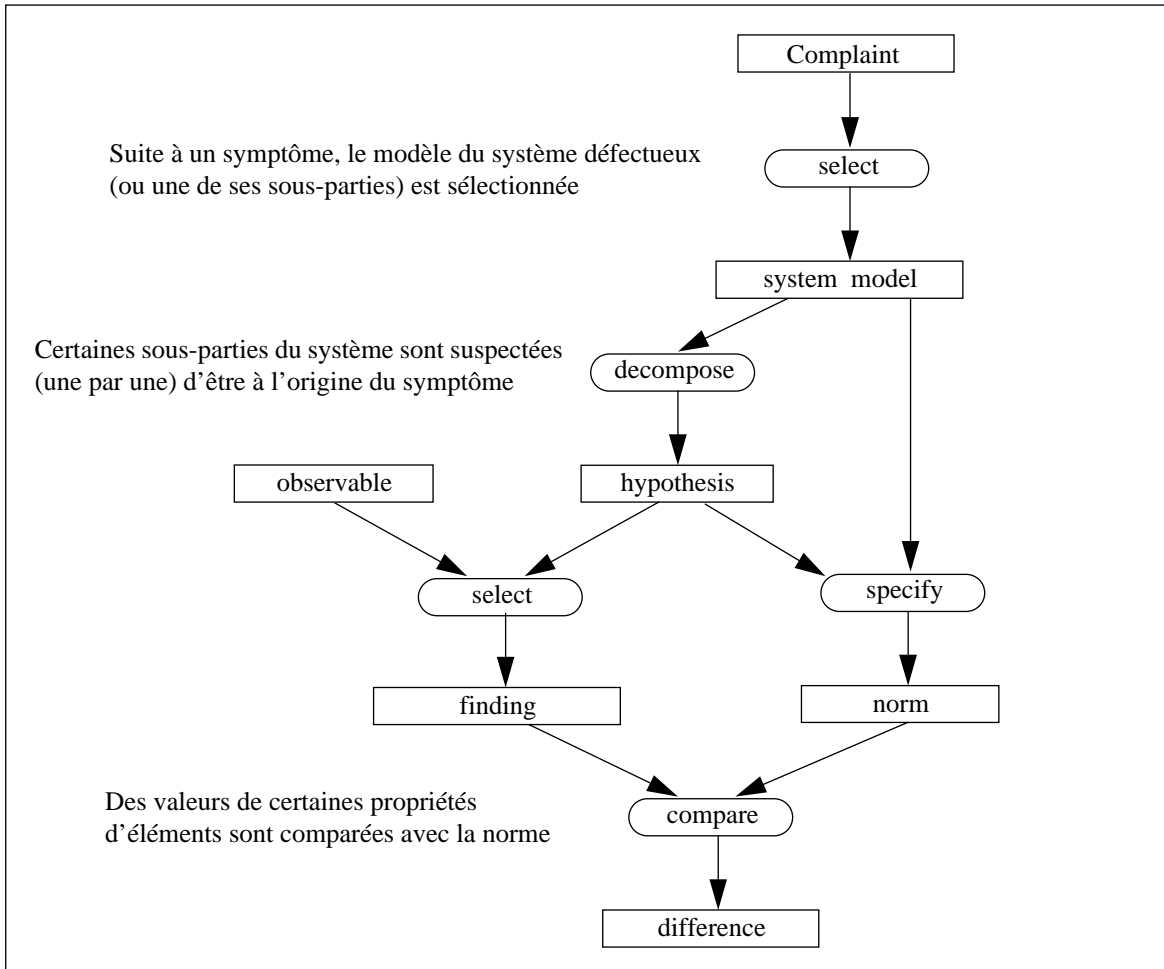 Complaint
Suite à un symptôme, le modèle du système défectueux
(ou une de ses sous-parties) est sélectionnée
select
system model
Certaines sous-parties du système sont suspectées
(une par une) d'être à l'origine du symptôme
decompose
observable
hypothesis
select
specify
finding
norm
Des valeurs de certaines propriétés
d'éléments sont comparées avec la norme
compare
difference